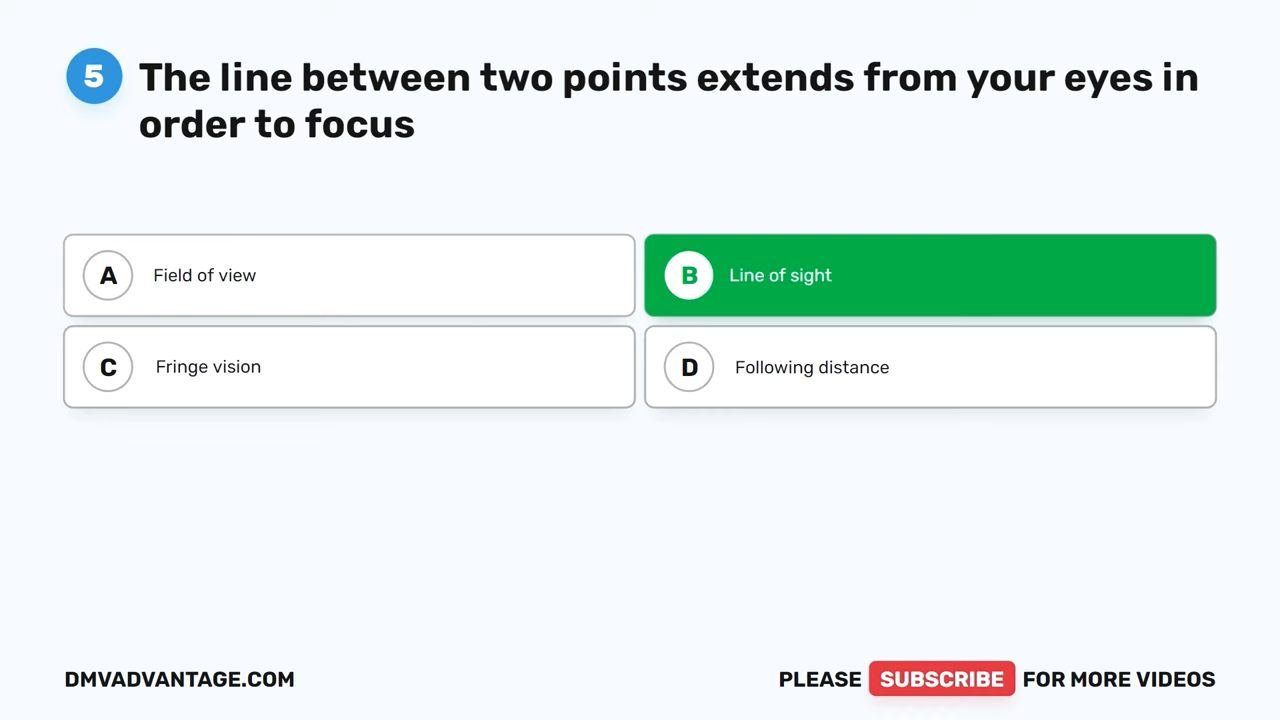 5 The line between two points extends from your eyes in
order to focus
A Field of view
B Line of sight
C Fringe vision
D Following distance
DMVADVANTAGE.COM
PLEASE SUBSCRIBE FOR MORE VIDEOS